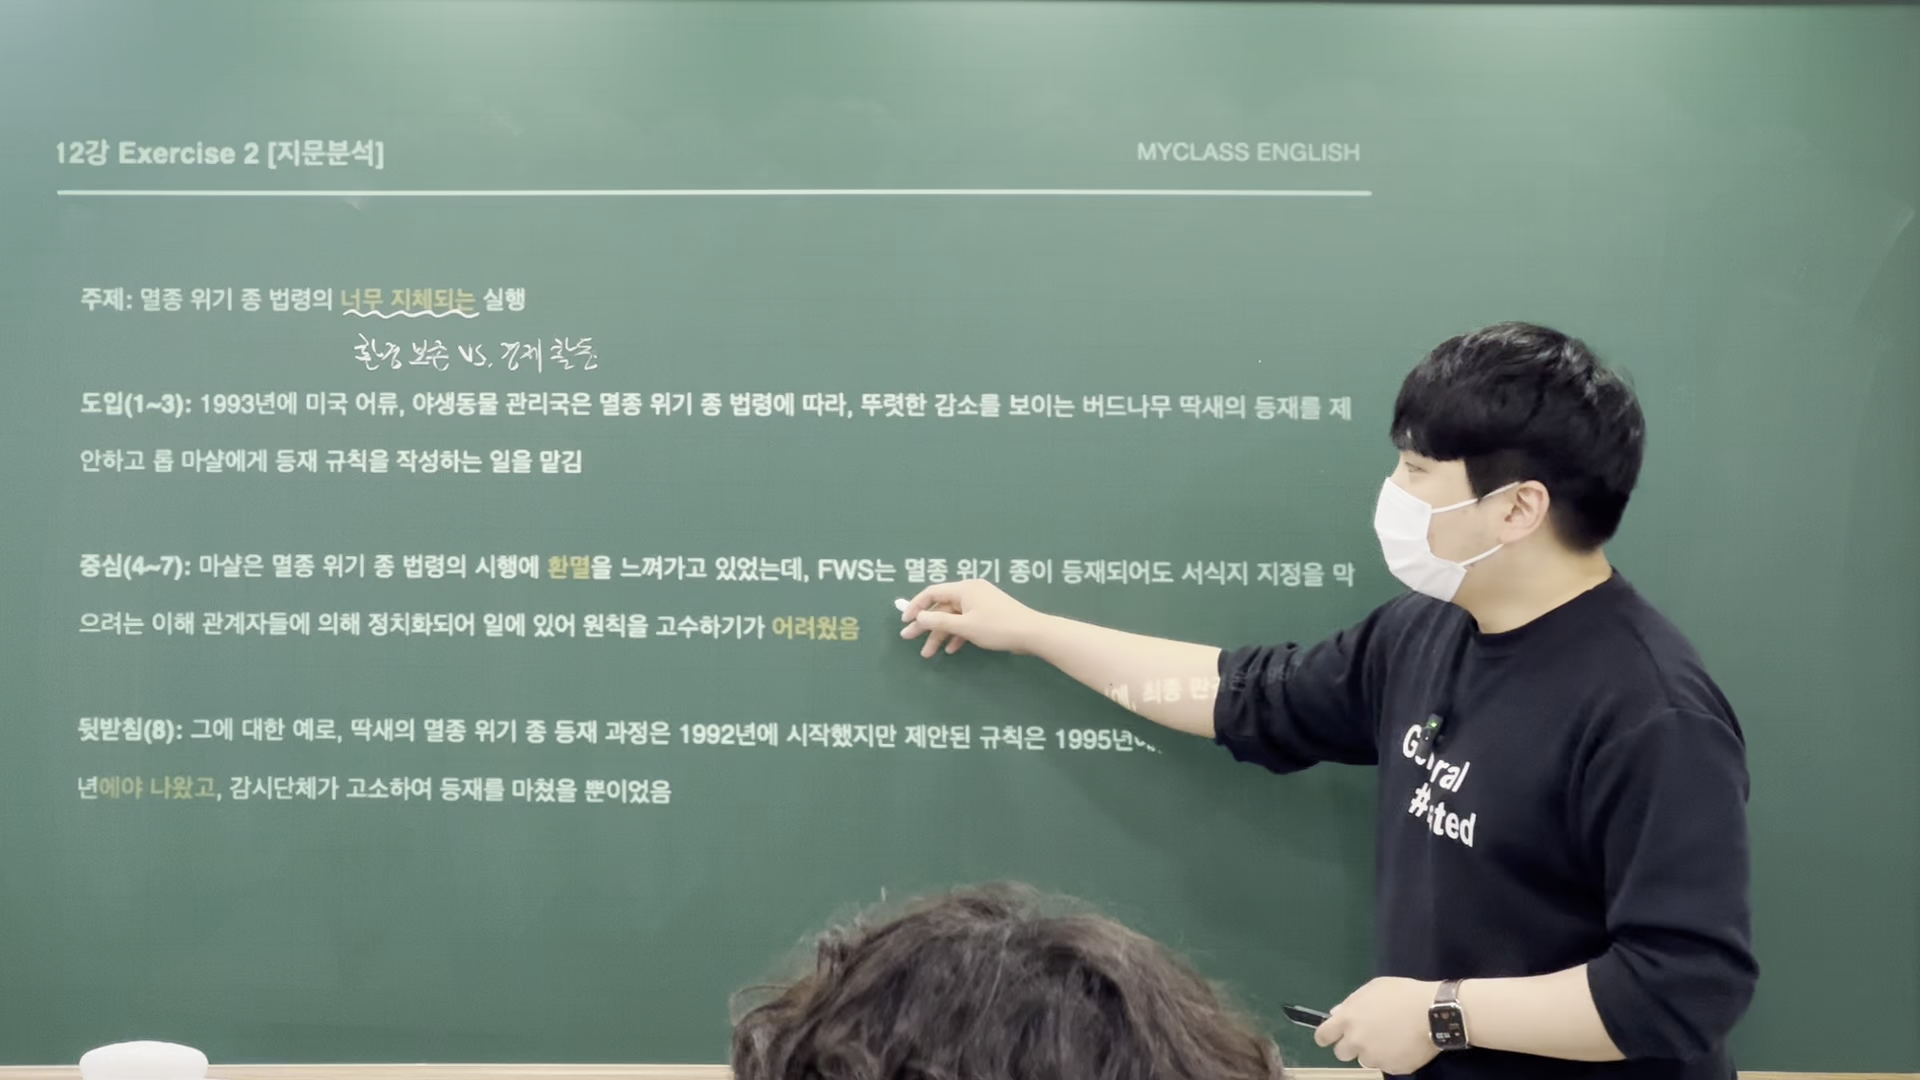 12강 Exercise 2 [지문분석]
MYCLASS ENGLISH
주제: 멸종 위기 종 법령의 너무 지체되는 실행
환경 보존 vs. 경제 활동
도입(1~3): 1993년에 미국 어류, 야생동물 관리국은 멸종 위기 종 법령에 따라, 뚜렷한 감소를 보이는 버드나무 딱새의 등재를 제
안하고 롭 마샬에게 등재 규칙을 작성하는 일을 맡김
중심(4~7): 마샬은 멸종 위기 종 법령의 시행에 환멸을 느껴가고 있었는데, FWS는 멸종 위기 종이 등재되어도 서식지 지정을 막
으려는 이해 관계자들에 의해 정치화되어 일에 있어 원칙을 고수하기가 어려웠음
뒷받침(8): 그에 대한 예로, 딱새의 멸종 위기 종 등재 과정은 1992년에 시작했지만 제안된 규칙은 1995년에, 최종
년에야 나왔고, 감시단체가 고소하여 등재를 마쳤을 뿐이었음